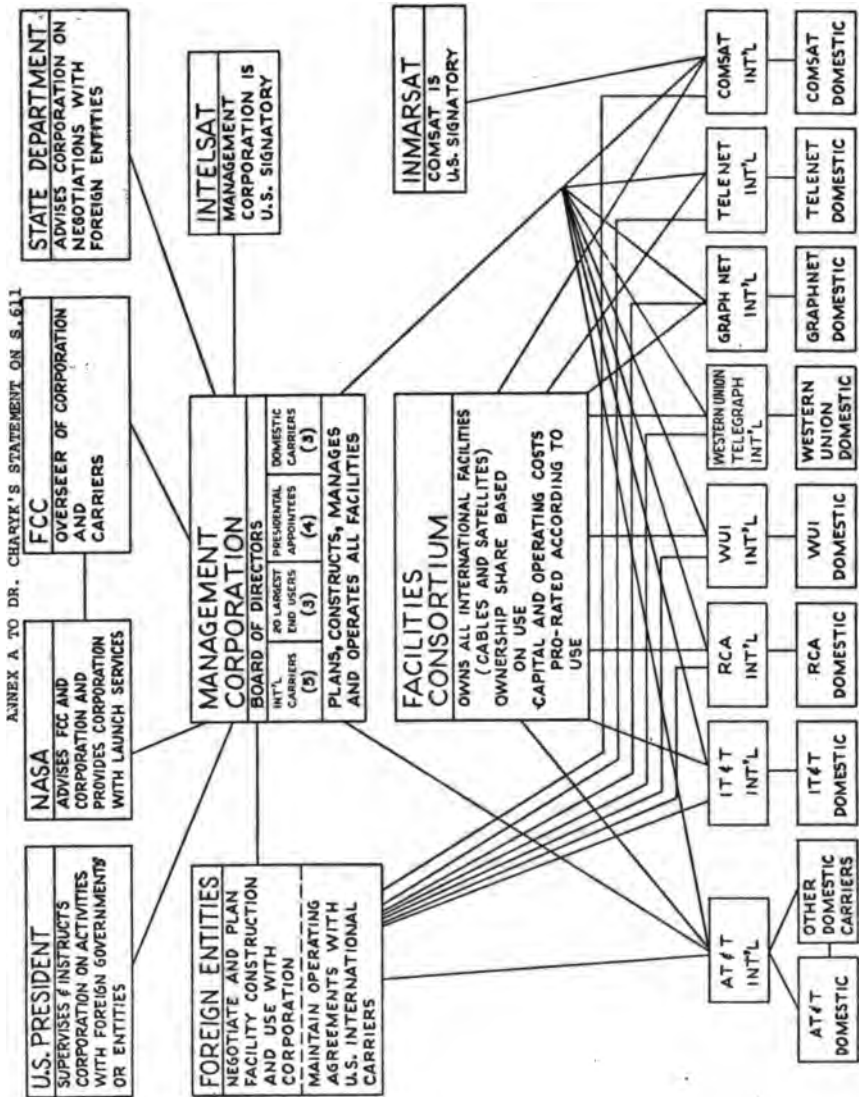 ANNEX A TO DR. CHARYK'S STATEMENT ON S.611
U.S. PRESIDENT
SUPERVISES & INSTRUCTS
CORPORATION ON ACTIVITIES
WITH FOREIGN GOVERNMENTS
OR ENTITIES
NASA
ADVISES FCC AND
CORPORATION AND
PROVIDES CORPORATION
WITH LAUNCH SERVICES
FCC
OVERSEER OF CORPORATION
AND
CARRIERS
STATE DEPARTMENT
ADVISES CORPORATION ON
NEGOTIATIONS WITH
FOREIGN ENTITIES
FOREIGN ENTITIES
NEGOTIATE AND PLAN
FACILITY CONSTRUCTION
AND USE WITH
CORPORATION
MAINTAIN OPERATING
AGREEMENTS WITH
U.S. INTERNATIONAL
CARRIERS
MANAGEMENT
CORPORATION
BOARD OF DIRECTORS
INT'L
CARRIERS
(5)
20 LARGEST
END USERS
(3)
PRESIDENTIAL
APPOINTEES
(4)
DOMESTIC
CARRIERS
(3)
PLANS, CONSTRUCTS, MANAGES
AND OPERATES ALL FACILITIES
INTELSAT
MANAGEMENT
CORPORATION IS
U.S. SIGNATORY
FACILITIES
CONSORTIUM
OWNS ALL INTERNATIONAL FACILITIES
(CABLES AND SATELLITES)
OWNERSHIP SHARE BASED
ON USE
CAPITAL AND OPERATING COSTS
PRO-RATED ACCORDING TO
USE
INMARSAT
COMSAT IS
U.S. SIGNATORY
AT&T
INT'L
IT&T
INT'L
RCA
INT'L
WUI
INT'L
WESTERN UNION
TELEGRAPH
INT'L
GRAPH NET
INT'L
TELENET
INT'L
COMSAT
INT'L
AT&T
DOMESTIC
OTHER
DOMESTIC
CARRIERS
IT&T
DOMESTIC
RCA
DOMESTIC
WUI
DOMESTIC
WESTERN
UNION
DOMESTIC
GRAPHNET
DOMESTIC
TELENET
DOMESTIC
COMSAT
DOMESTIC